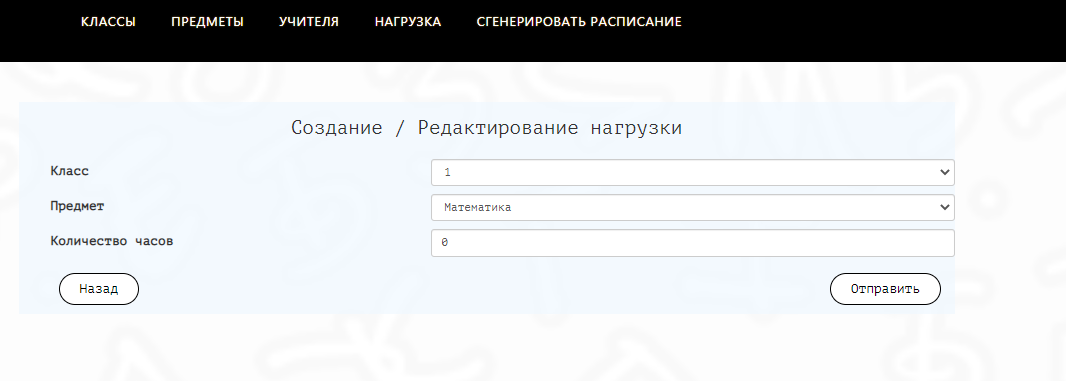 КЛАССЫ ПРЕДМЕТЫ УЧИТЕЛЯ НАГРУЗКА СГЕНЕРИРОВАТЬ РАСПИСАНИЕ
Создание / Редактирование нагрузки
Класс 1
Предмет Математика
Количество часов 0
Назад Отправить